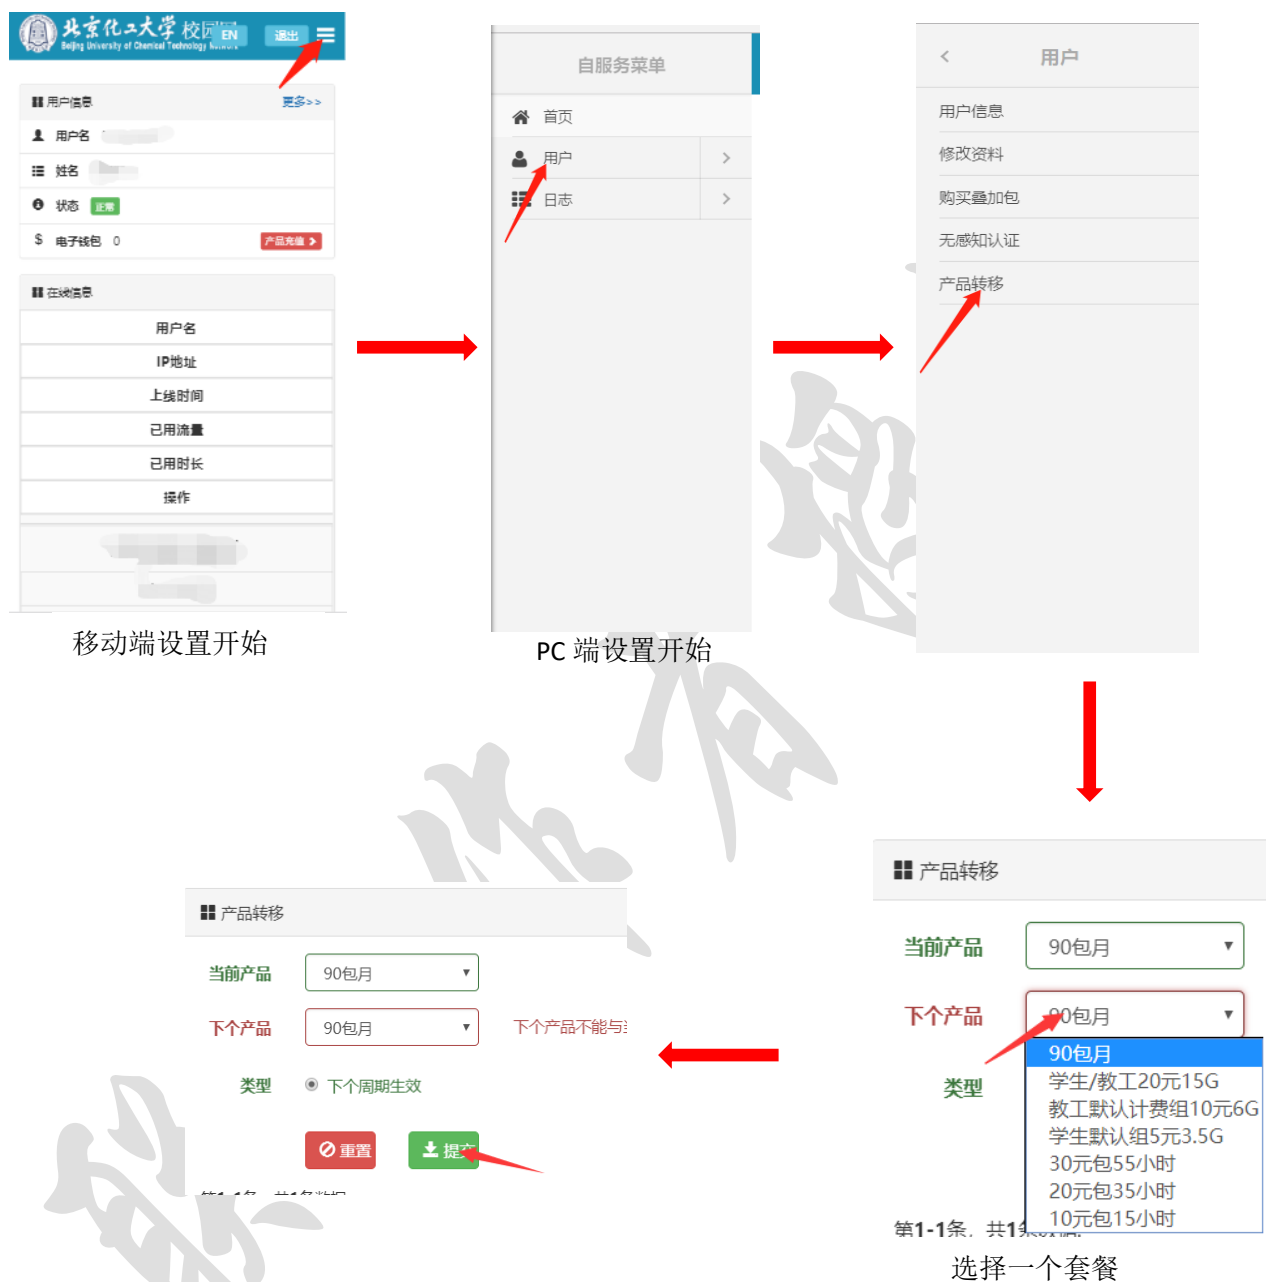 北京化工大学 校园
Beijing University of Chemical Technology
EN
退出
用户信息
更多>>
用户名
姓名
状态 正常
$ 电子钱包 0
产品充值
在线信息
用户名
IP地址
上线时间
已用流量
已用时长
操作
移动端设置开始
自服务菜单
首页
用户
日志
PC 端设置开始
用户
用户信息
修改资料
购买叠加包
无感知认证
产品转移
产品转移
当前产品 90包月
下个产品 90包月
90包月
学生/教工20元15G
教工默认计费组10元6G
学生默认组5元3.5G
30元包55小时
20元包35小时
10元包15小时
类型
第1-1条，共1
选择一个套餐
产品转移
当前产品 90包月
下个产品 90包月 下个产品不能与
类型 下个周期生效
重置
提交